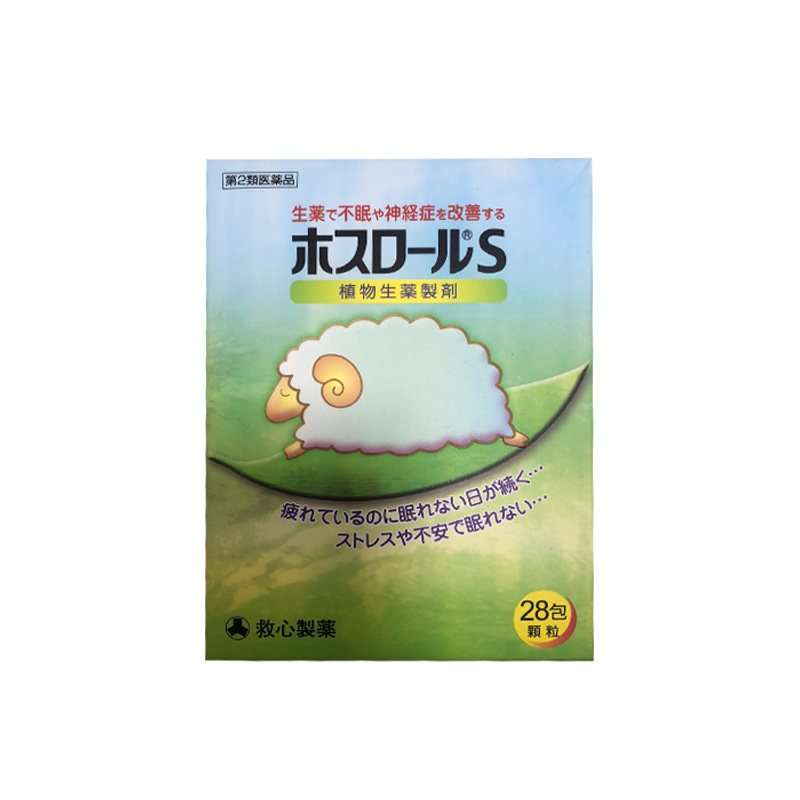 第2類医薬品
生薬で不眠や神経症を改善する
ホスロール®S
植物生薬製剤
疲れているのに眠れない日が続く…
ストレスや不安で眠れない…
28包
顆粒
救心製薬